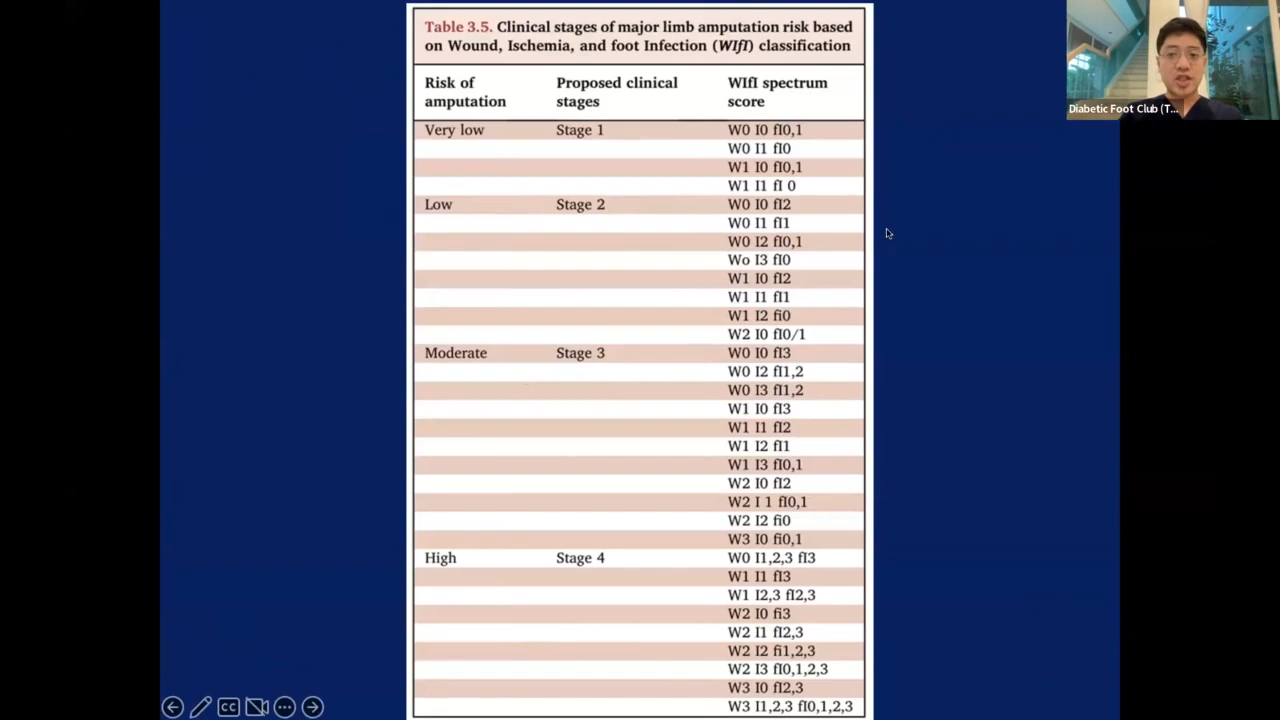 Table 3.5. Clinical stages of major limb amputation risk based
on Wound, Ischemia, and foot Infection (WIfI) classification
Risk of amputation Proposed clinical stages WIfI spectrum score
Very low Stage 1 W0 I0 fI0,1
W0 I1 fI0
W1 I0 fI0,1
W1 I1 fI 0
Low Stage 2 W0 I0 fI2
W0 I1 fI1
W0 I2 fI0,1
Wo I3 fI0
W1 I0 fI2
W1 I1 fI1
W1 I2 fi0
W2 I0 fI0/1
Moderate Stage 3 W0 I0 fI3
W0 I2 fI1,2
W0 I3 fI1,2
W1 I0 fI3
W1 I1 fI2
W1 I2 fI1
W1 I3 fI0,1
W2 I0 fI2
W2 I 1 fI0,1
W2 I2 fi0
W3 I0 fi0,1
High Stage 4 W0 I1,2,3 fI3
W1 I1 fI3
W1 I2,3 fI2,3
W2 I0 fi3
W2 I1 fI2,3
W2 I2 fi1,2,3
W2 I3 fI0,1,2,3
W3 I0 fI2,3
W3 I1,2,3 fI0,1,2,3
Diabetic Foot Club (T...
CC